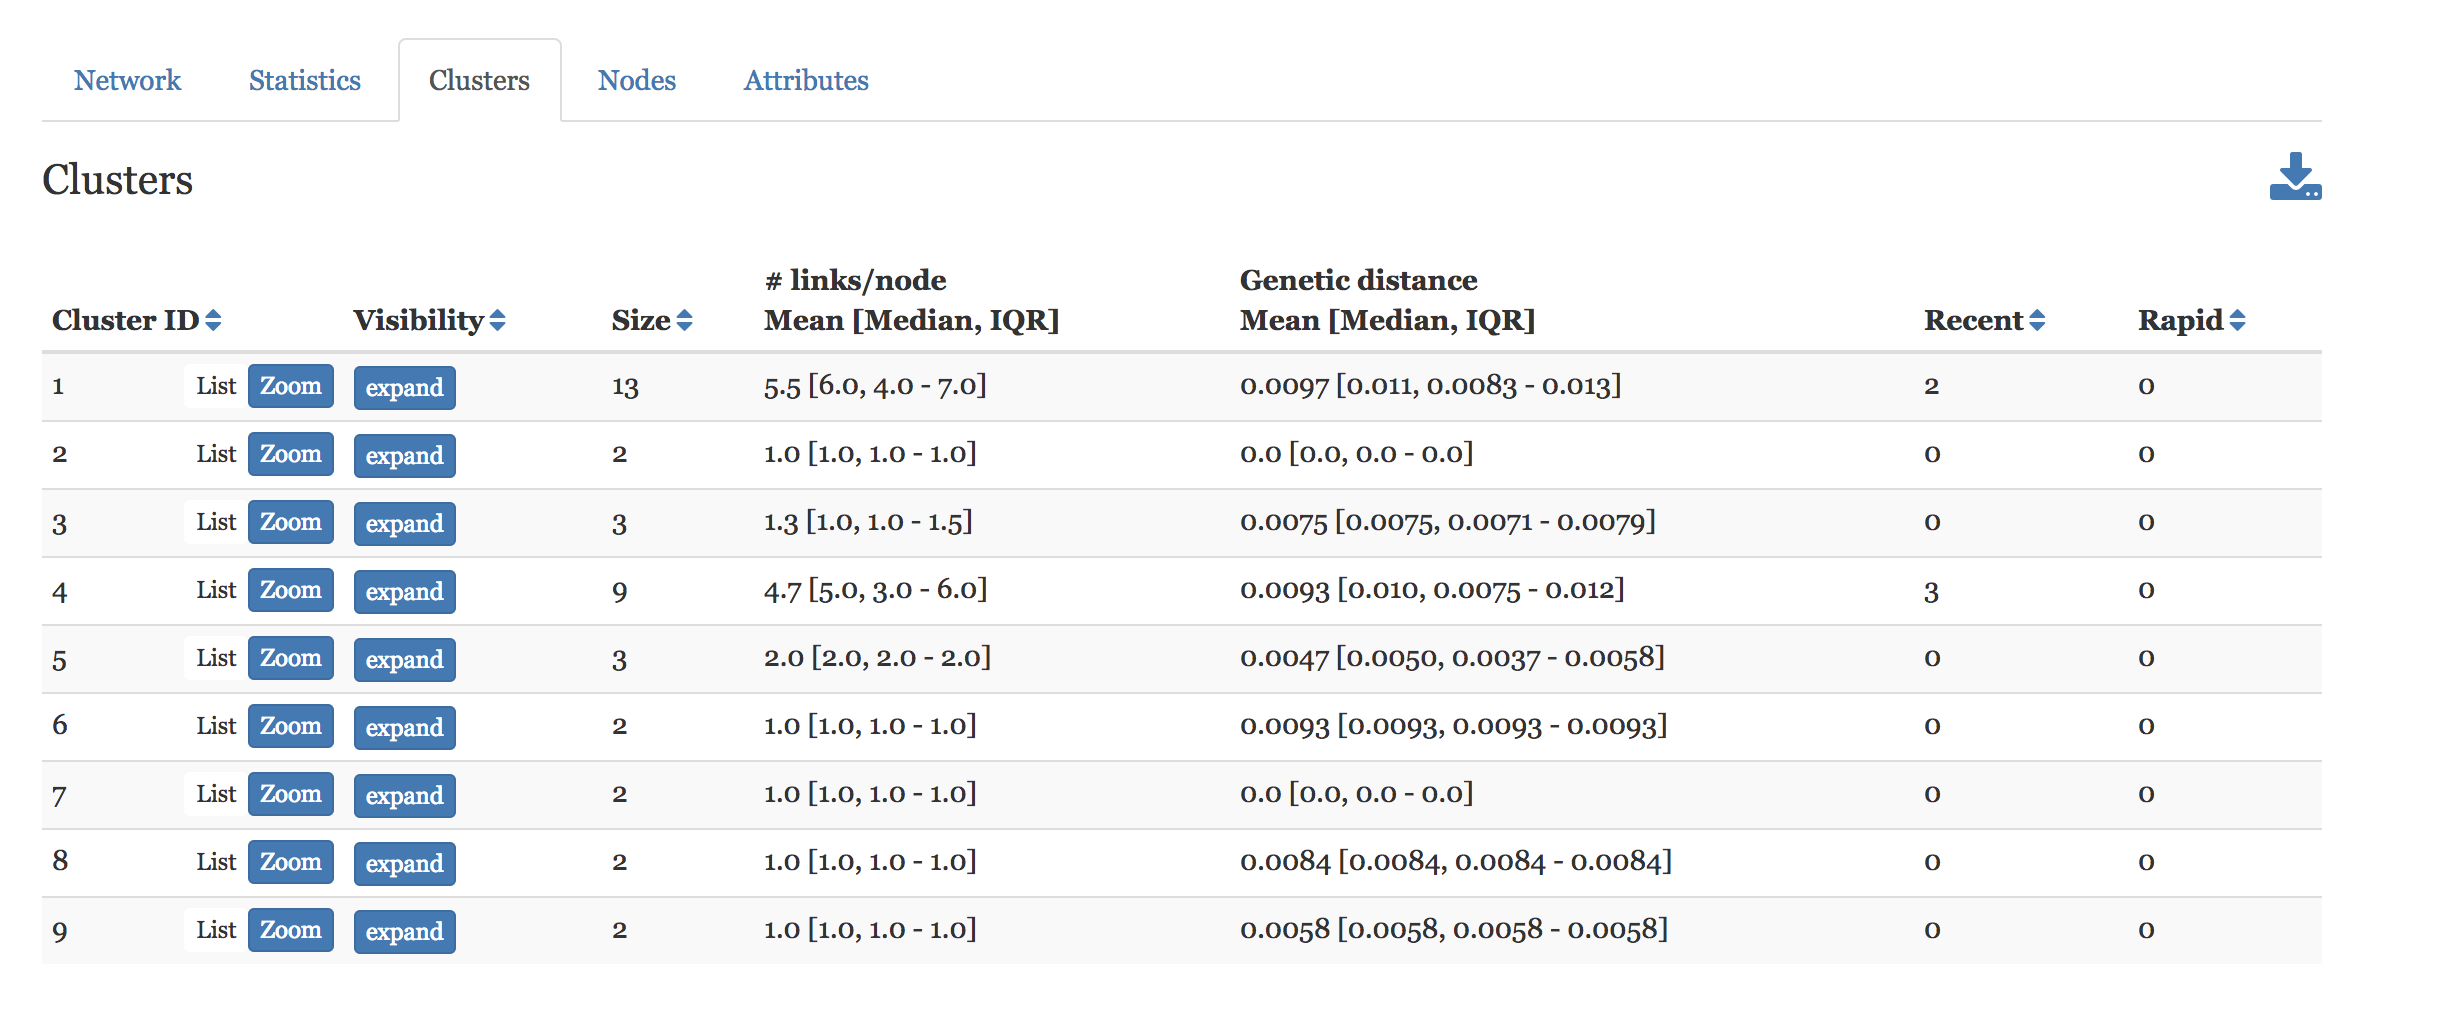 Network Statistics Clusters Nodes Attributes
Clusters
# links/node Genetic distance
Cluster ID Visibility Size Mean [Median, IQR] Mean [Median, IQR] Recent Rapid
1 List Zoom expand 13 5.5 [6.0, 4.0 - 7.0] 0.0097 [0.011, 0.0083 - 0.013] 2 0
2 List Zoom expand 2 1.0 [1.0, 1.0 - 1.0] 0.0 [0.0, 0.0 - 0.0] 0 0
3 List Zoom expand 3 1.3 [1.0, 1.0 - 1.5] 0.0075 [0.0075, 0.0071 - 0.0079] 0 0
4 List Zoom expand 9 4.7 [5.0, 3.0 - 6.0] 0.0093 [0.010, 0.0075 - 0.012] 3 0
5 List Zoom expand 3 2.0 [2.0, 2.0 - 2.0] 0.0047 [0.0050, 0.0037 - 0.0058] 0 0
6 List Zoom expand 2 1.0 [1.0, 1.0 - 1.0] 0.0093 [0.0093, 0.0093 - 0.0093] 0 0
7 List Zoom expand 2 1.0 [1.0, 1.0 - 1.0] 0.0 [0.0, 0.0 - 0.0] 0 0
8 List Zoom expand 2 1.0 [1.0, 1.0 - 1.0] 0.0084 [0.0084, 0.0084 - 0.0084] 0 0
9 List Zoom expand 2 1.0 [1.0, 1.0 - 1.0] 0.0058 [0.0058, 0.0058 - 0.0058] 0 0